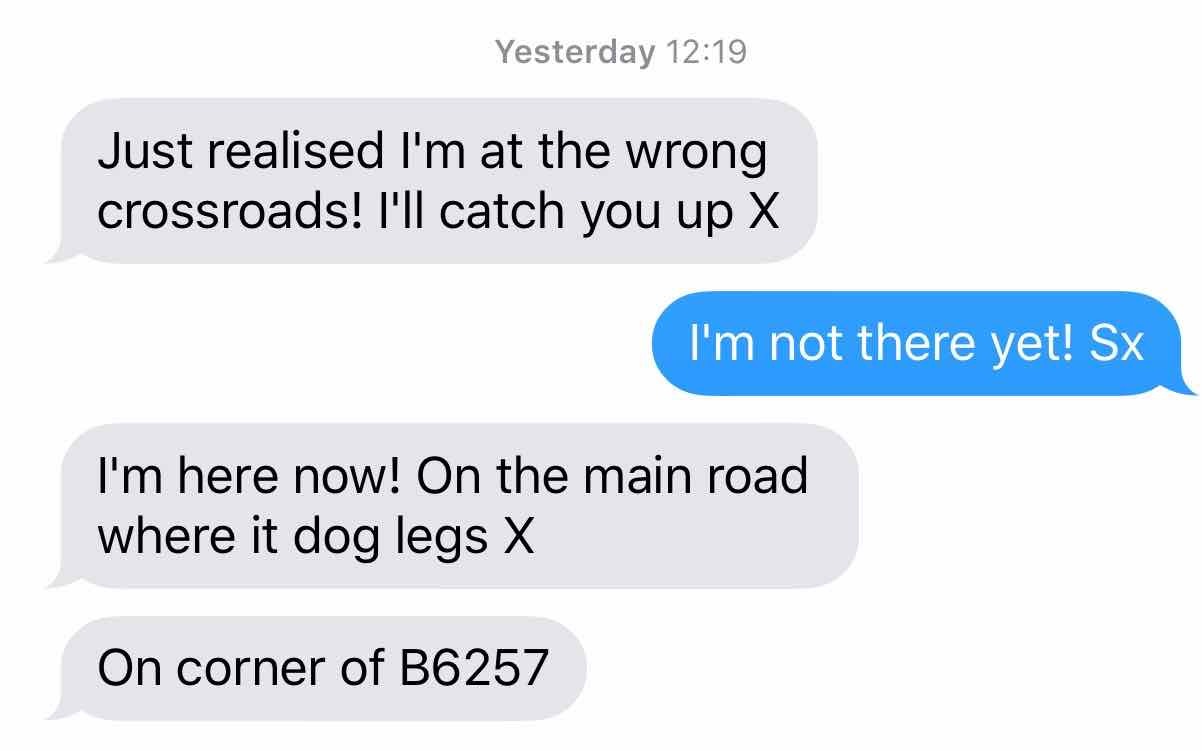 Yesterday 12:19
Just realised I'm at the wrong
crossroads! I'll catch you up X
I'm not there yet! Sx
I'm here now! On the main road
where it dog legs X
On corner of B6257